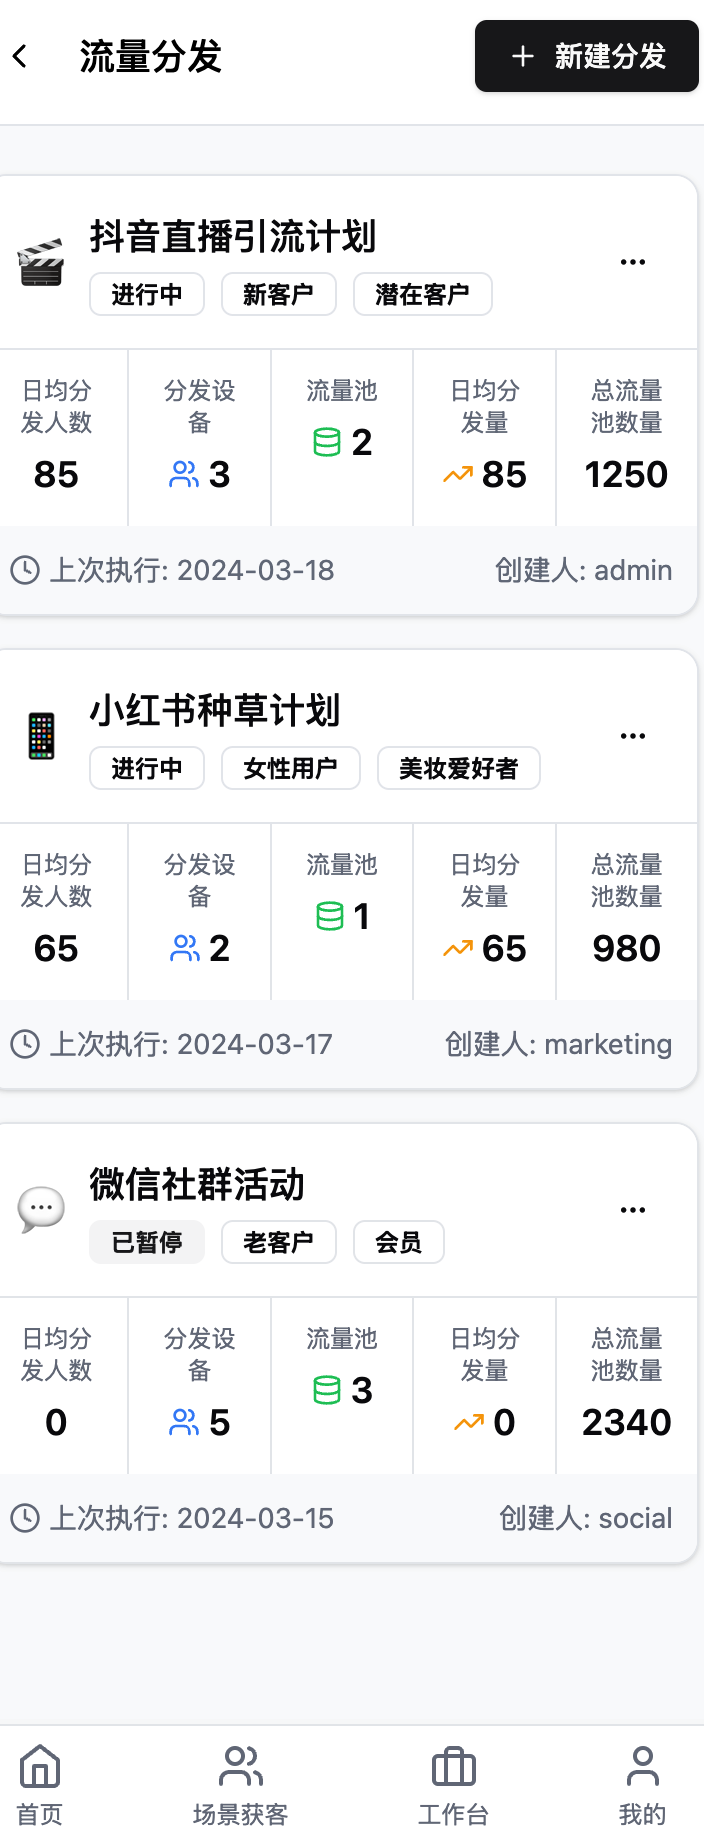 流量分发
+ 新建分发
抖音直播引流计划
进行中 新客户 潜在客户
日均分发人数
85
分发设备
3
流量池
2
日均分发量
85
总流量池数量
1250
上次执行: 2024-03-18
创建人: admin
小红书种草计划
进行中 女性用户 美妆爱好者
日均分发人数
65
分发设备
2
流量池
1
日均分发量
65
总流量池数量
980
上次执行: 2024-03-17
创建人: marketing
微信社群活动
已暂停 老客户 会员
日均分发人数
0
分发设备
5
流量池
3
日均分发量
0
总流量池数量
2340
上次执行: 2024-03-15
创建人: social
首页 场景获客 工作台 我的